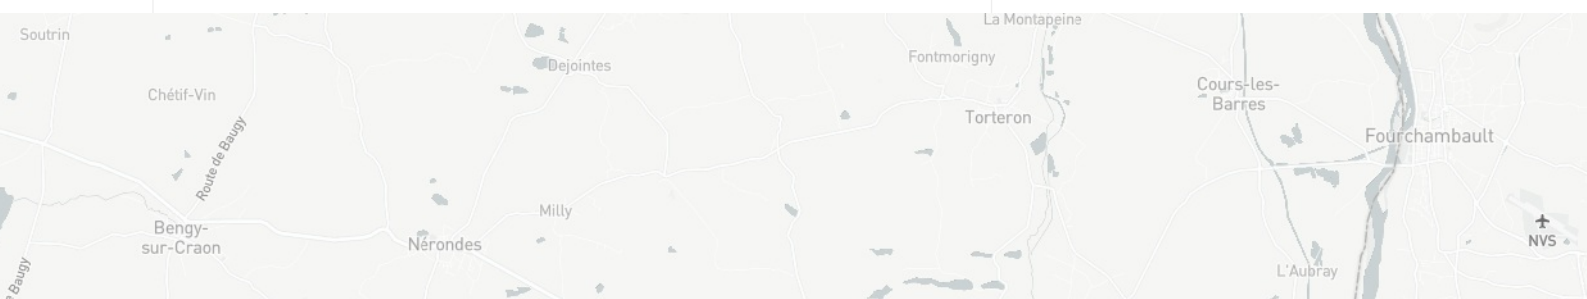 La Montapeine
Soutrin
Fontmorigny
Dejointes
Cours-les-
Barres
Chétif-Vin
Torteron
Fourchambault
Route de Baugy
Milly
Bengy-
sur-Craon
Nérondes
NVS
L'Aubray
Baugy